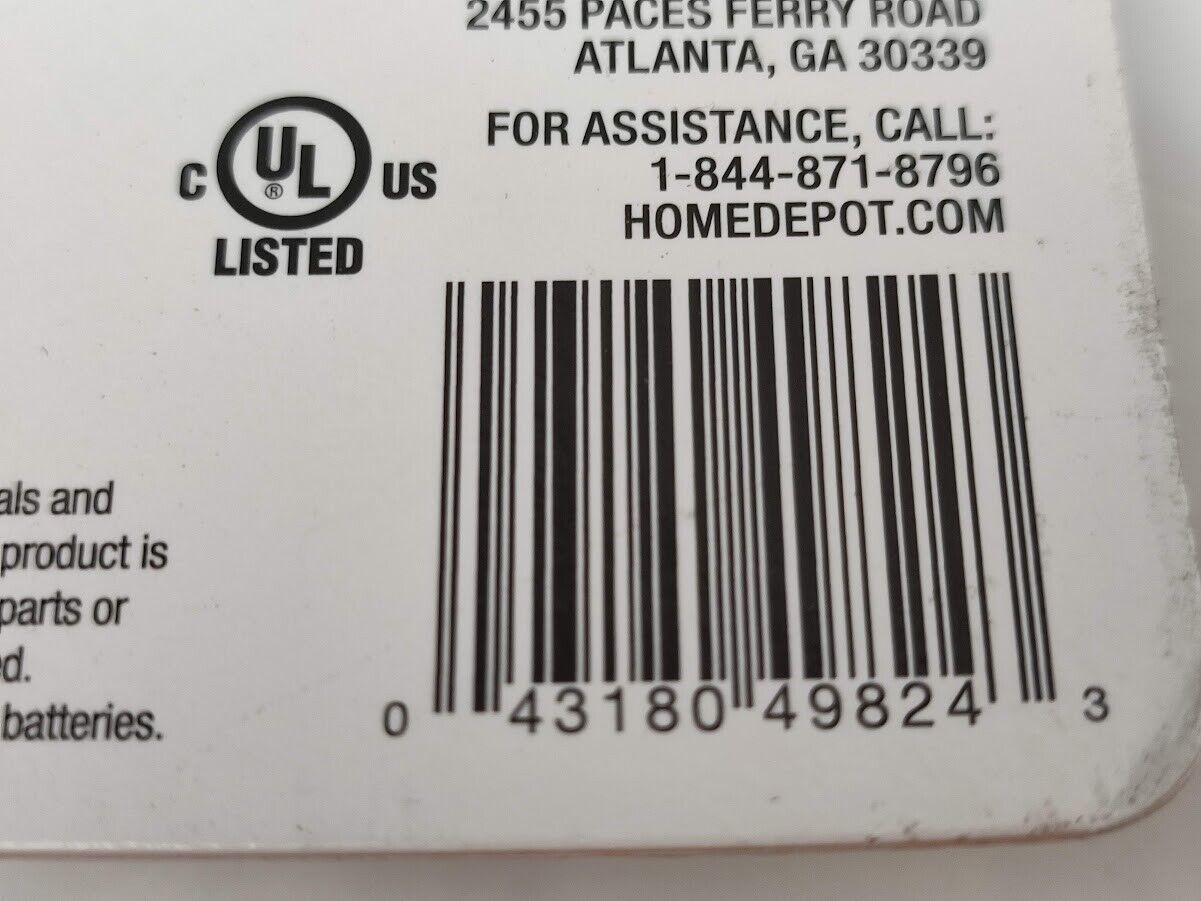 2455 PACES FERRY ROAD
ATLANTA, GA 30339
FOR ASSISTANCE, CALL:
1-844-871-8796
HOMEDEPOT.COM
C UL® US
LISTED
als and
product is
parts or
d.
batteries.
0 43180 49824 3